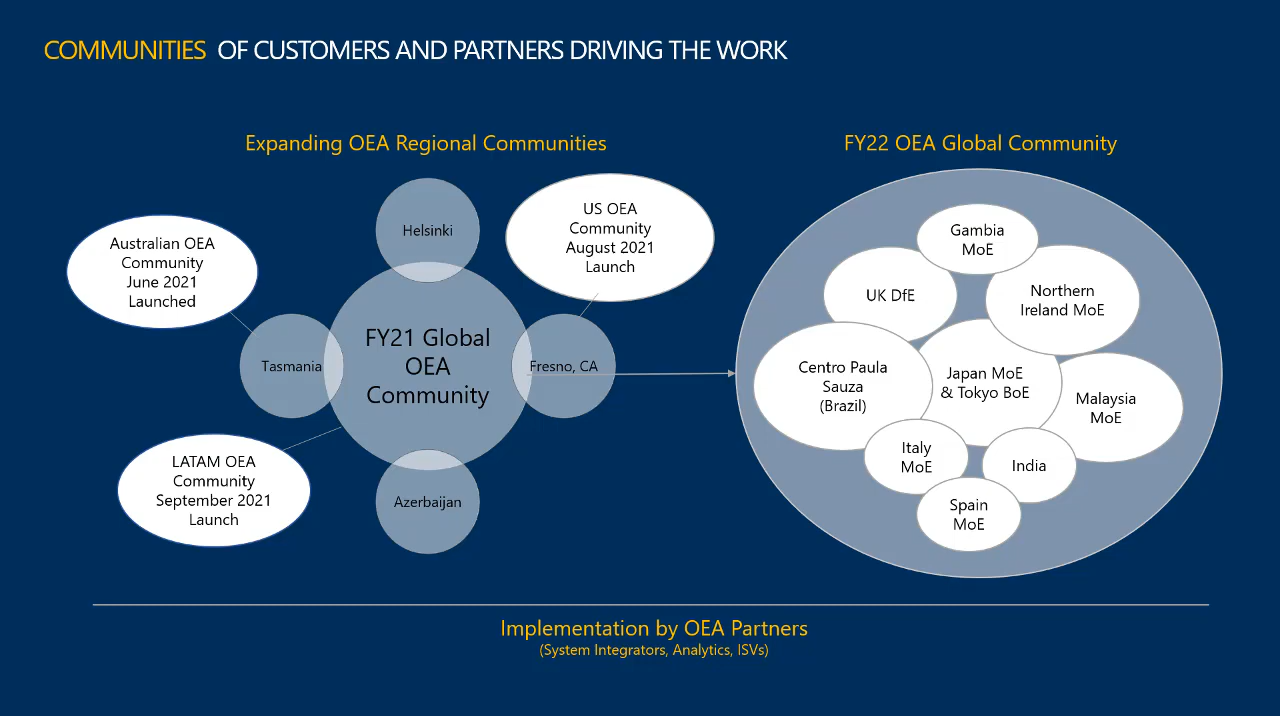 COMMUNITIES OF CUSTOMERS AND PARTNERS DRIVING THE WORK
Expanding OEA Regional Communities
Australian OEA
Community
June 2021
Launched
Helsinki
US OEA
Community
August 2021
Launch
Tasmania
FY21 Global
OEA
Community
Fresno, CA
LATAM OEA
Community
September 2021
Launch
Azerbaijan
FY22 OEA Global Community
Gambia
MoE
UK DfE
Northern
Ireland MoE
Centro Paula
Sauza
(Brazil)
Japan MoE
& Tokyo BoE
Malaysia
MoE
Italy
MoE
India
Spain
MoE
Implementation by OEA Partners
(System Integrators, Analytics, ISVs)